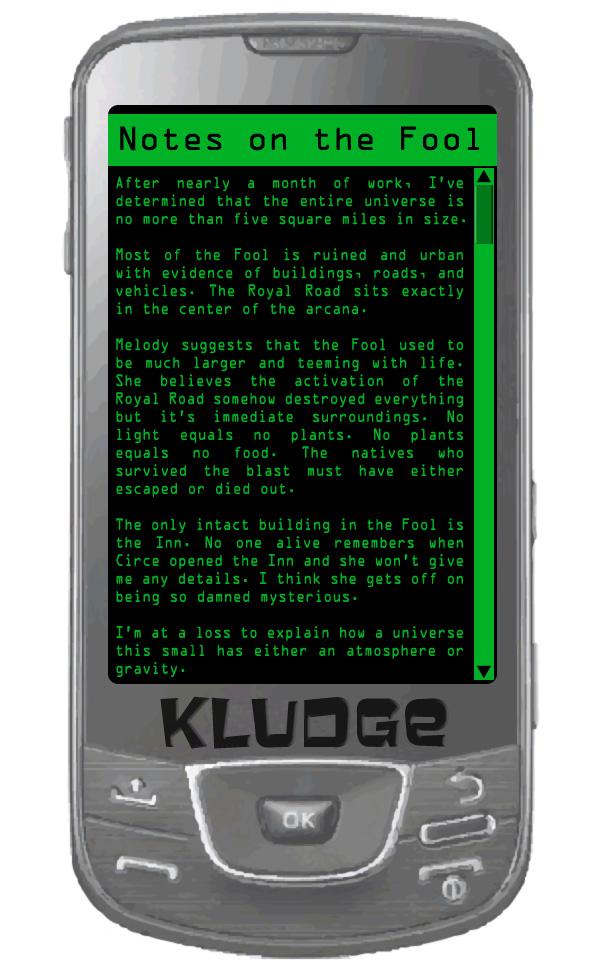 Notes on the Fool
After nearly a month of work, I've
determined that the entire universe is
no more than five square miles in size.
Most of the Fool is ruined and urban
with evidence of buildings, roads, and
vehicles. The Royal Road sits exactly
in the center of the arcana.
Melody suggests that the Fool used to
be much larger and teeming with life.
She believes the activation of the
Royal Road somehow destroyed everything
but it's immediate surroundings. No
light equals no plants. No plants
equals no food. The natives who
survived the blast must have either
escaped or died out.
The only intact building in the Fool is
the Inn. No one alive remembers when
Circe opened the Inn and she won't give
me any details. I think she gets off on
being so damned mysterious.
I'm at a loss to explain how a universe
this small has either an atmosphere or
gravity.
KLUDGe
OK